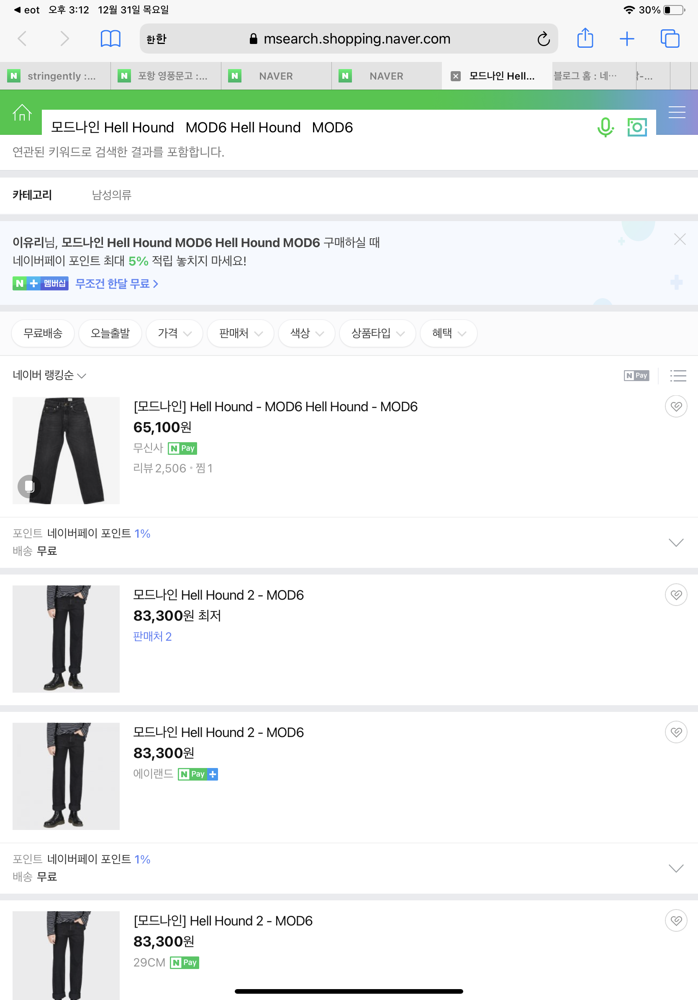 eot 오후 3:12 12월 31일 목요일 30%
한한 msearch.shopping.naver.com
N stringently :... N 포항 영풍문고 :... N NAVER N NAVER 모드나인 Hell... 블로그 홈 : 네...
모드나인 Hell Hound MOD6 Hell Hound MOD6
연관된 키워드로 검색한 결과를 포함합니다.
카테고리 남성의류
이유리님, 모드나인 Hell Hound MOD6 Hell Hound MOD6 구매하실 때
네이버페이 포인트 최대 5% 적립 놓치지 마세요!
N + 멤버십 무조건 한달 무료 >
무료배송 오늘출발 가격 판매처 색상 상품타입 혜택
네이버 랭킹순 N Pay
[모드나인] Hell Hound - MOD6 Hell Hound - MOD6
65,100원
무신사 N Pay
리뷰 2,506 • 찜 1
포인트 네이버페이 포인트 1%
배송 무료
모드나인 Hell Hound 2 - MOD6
83,300원 최저
판매처 2
모드나인 Hell Hound 2 - MOD6
83,300원
에이랜드 N Pay +
포인트 네이버페이 포인트 1%
배송 무료
[모드나인] Hell Hound 2 - MOD6
83,300원
29CM N Pay